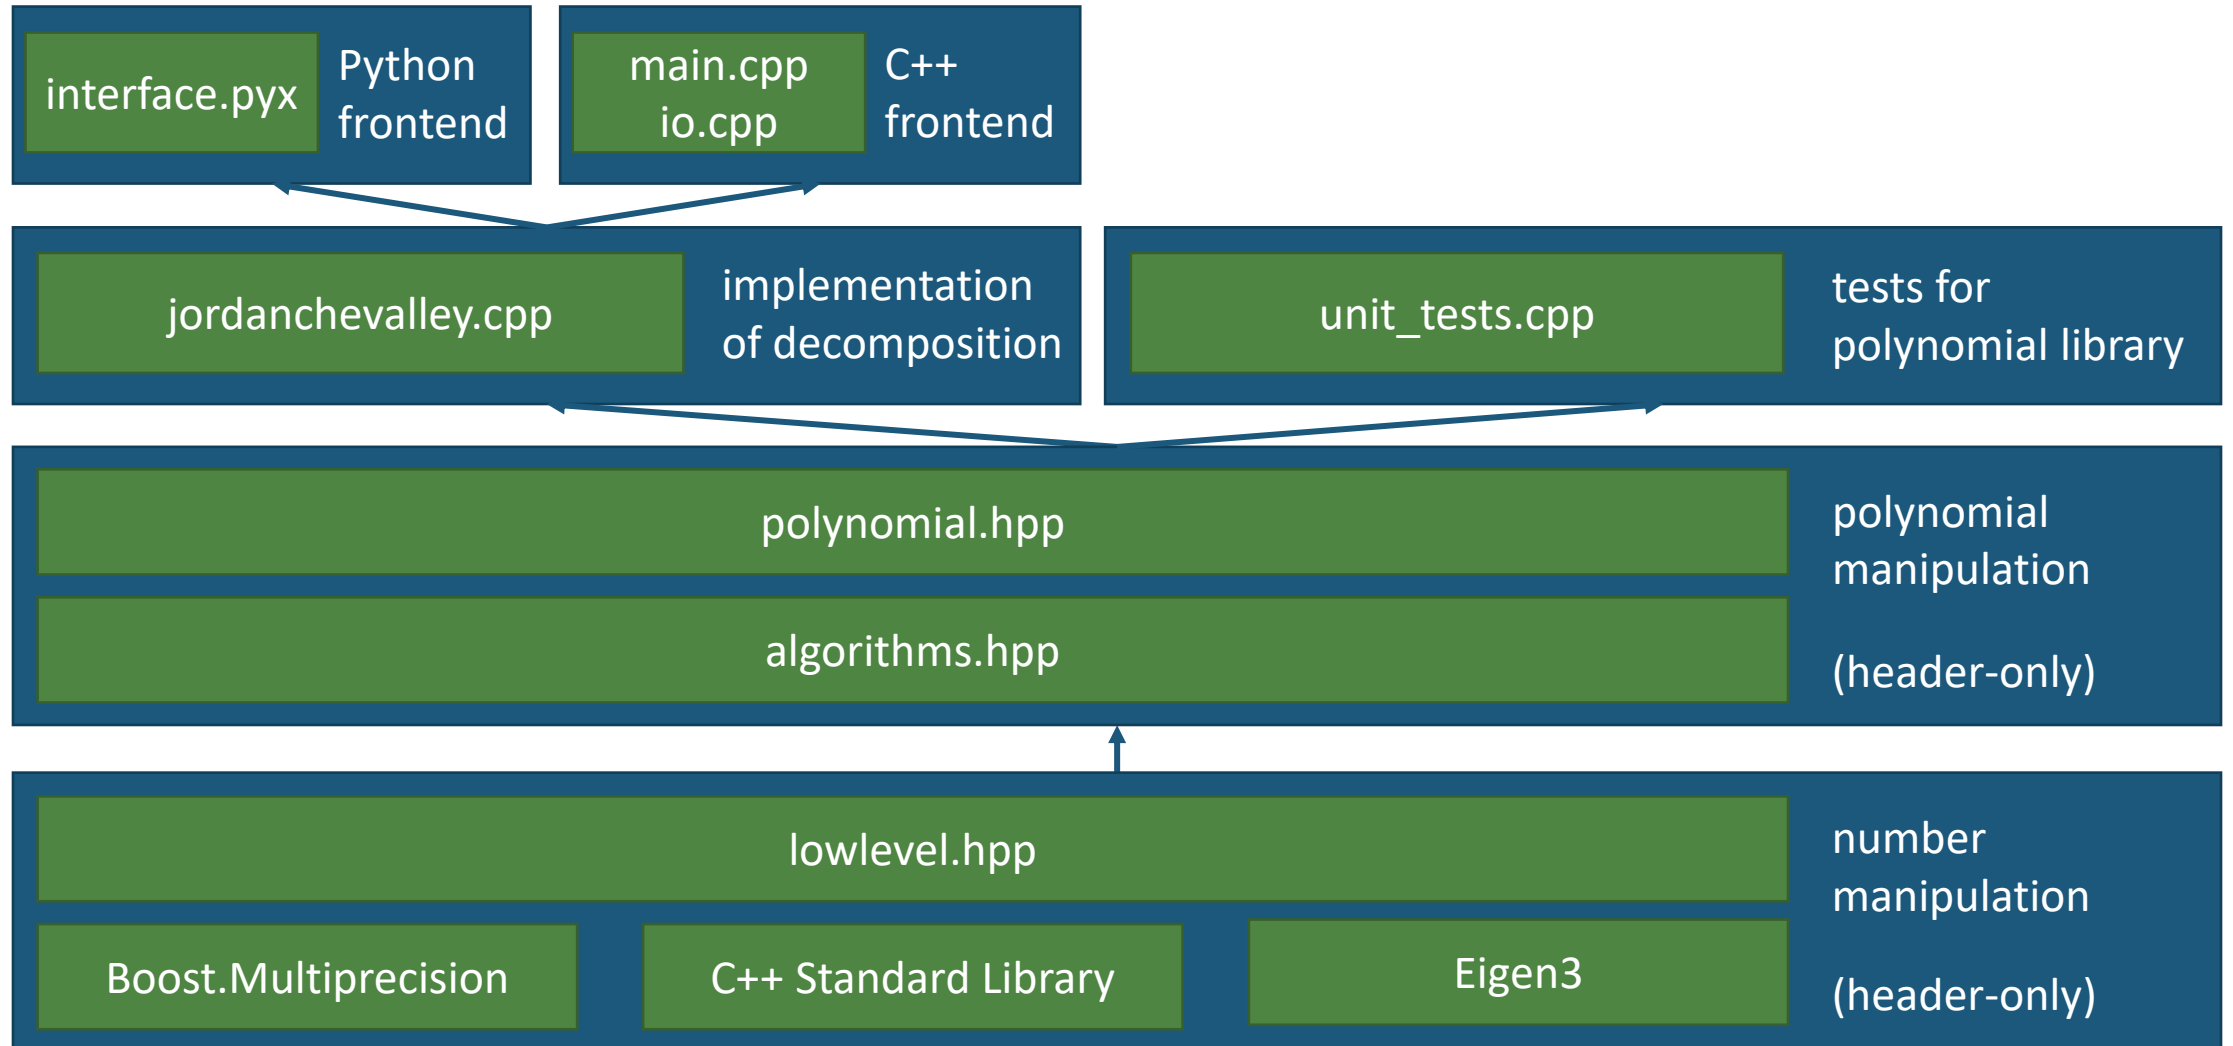 interface.pyx
Python
frontend
main.cpp
io.cpp
C++
frontend
jordanchevalley.cpp
implementation
of decomposition
unit_tests.cpp
tests for
polynomial library
polynomial.hpp
algorithms.hpp
polynomial
manipulation
(header-only)
lowlevel.hpp
Boost.Multiprecision
C++ Standard Library
Eigen3
number
manipulation
(header-only)